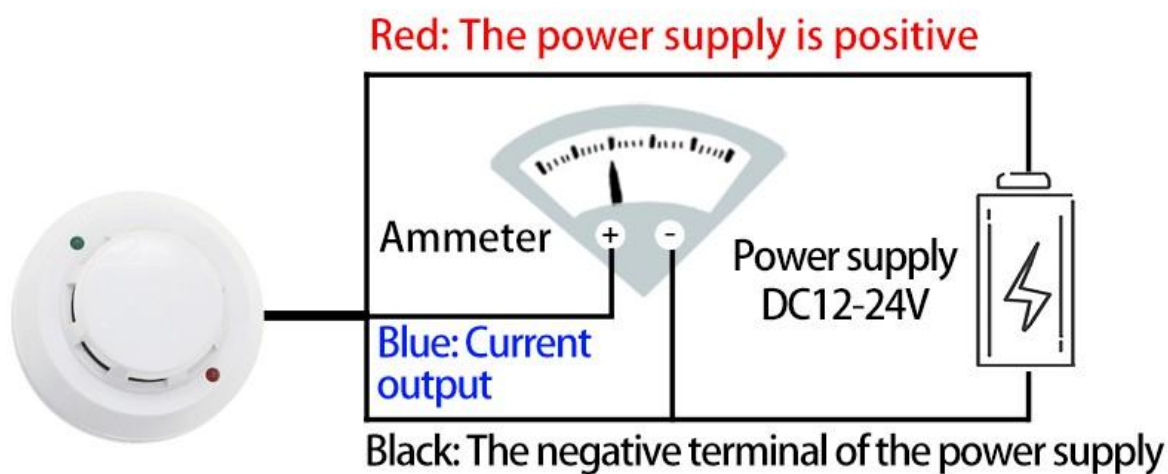 Red: The power supply is positive
Ammeter
+ -
Power supply
DC12-24V
Blue: Current
output
Black: The negative terminal of the power supply